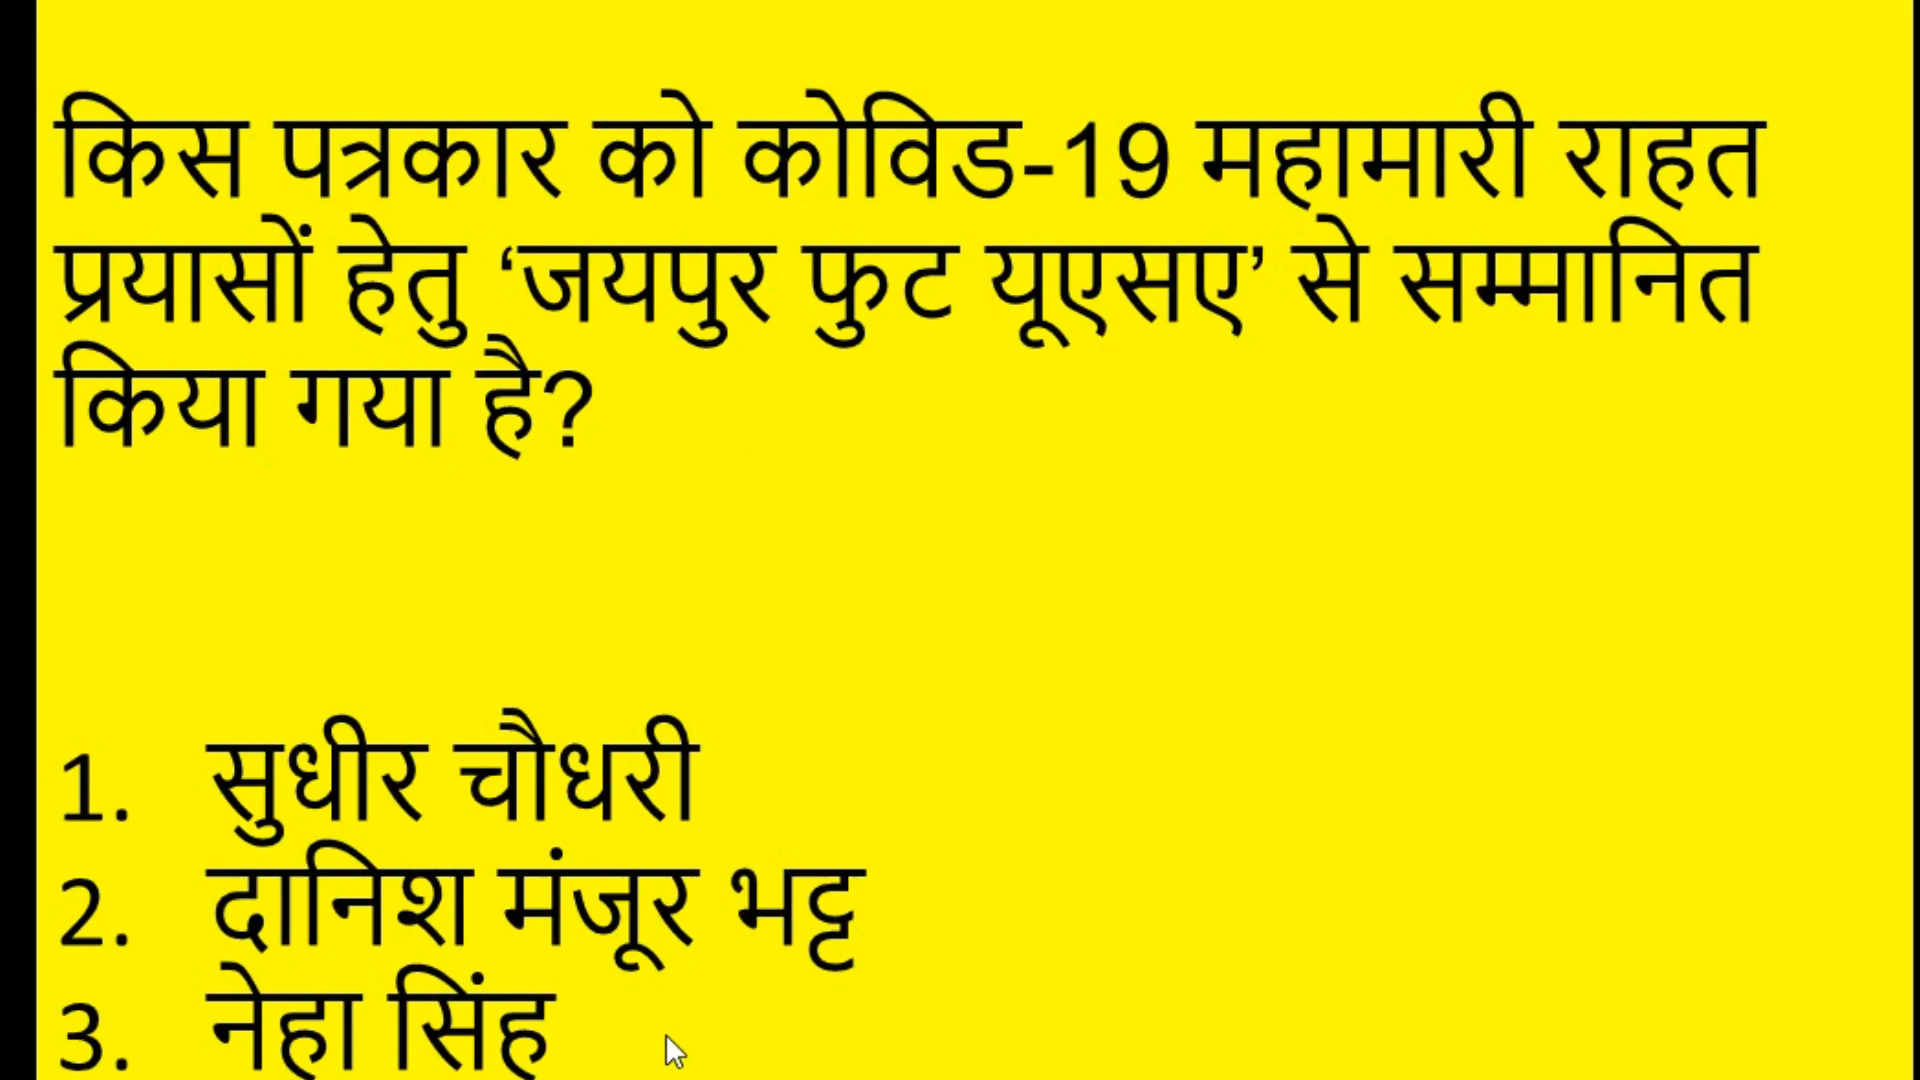 किस पत्रकार को कोविड-19 महामारी राहत
प्रयासों हेतु ‘जयपुर फुट यूएसए’ से सम्मानित
किया गया है?
1. सुधीर चौधरी
2. दानिश मंजूर भट्ट
3. नेहा सिंह